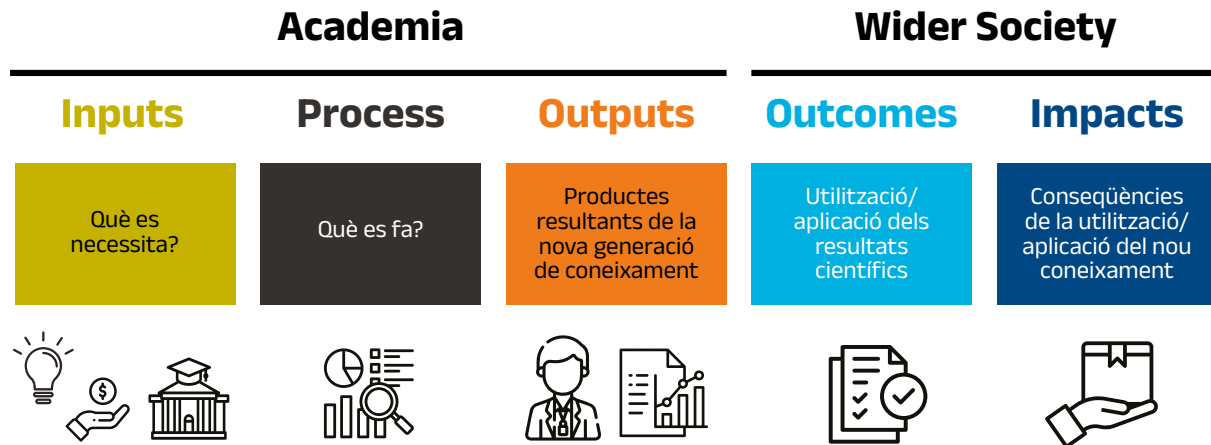 Academia
Wider Society
Inputs
Process
Outputs
Outcomes
Impacts
Què es
necessita?
Què es fa?
Productes
resultants de la
nova generació
de coneixament
Utilització/
aplicació dels
resultats
científics
Conseqüències
de la utilització/
aplicació del nou
coneixament
$